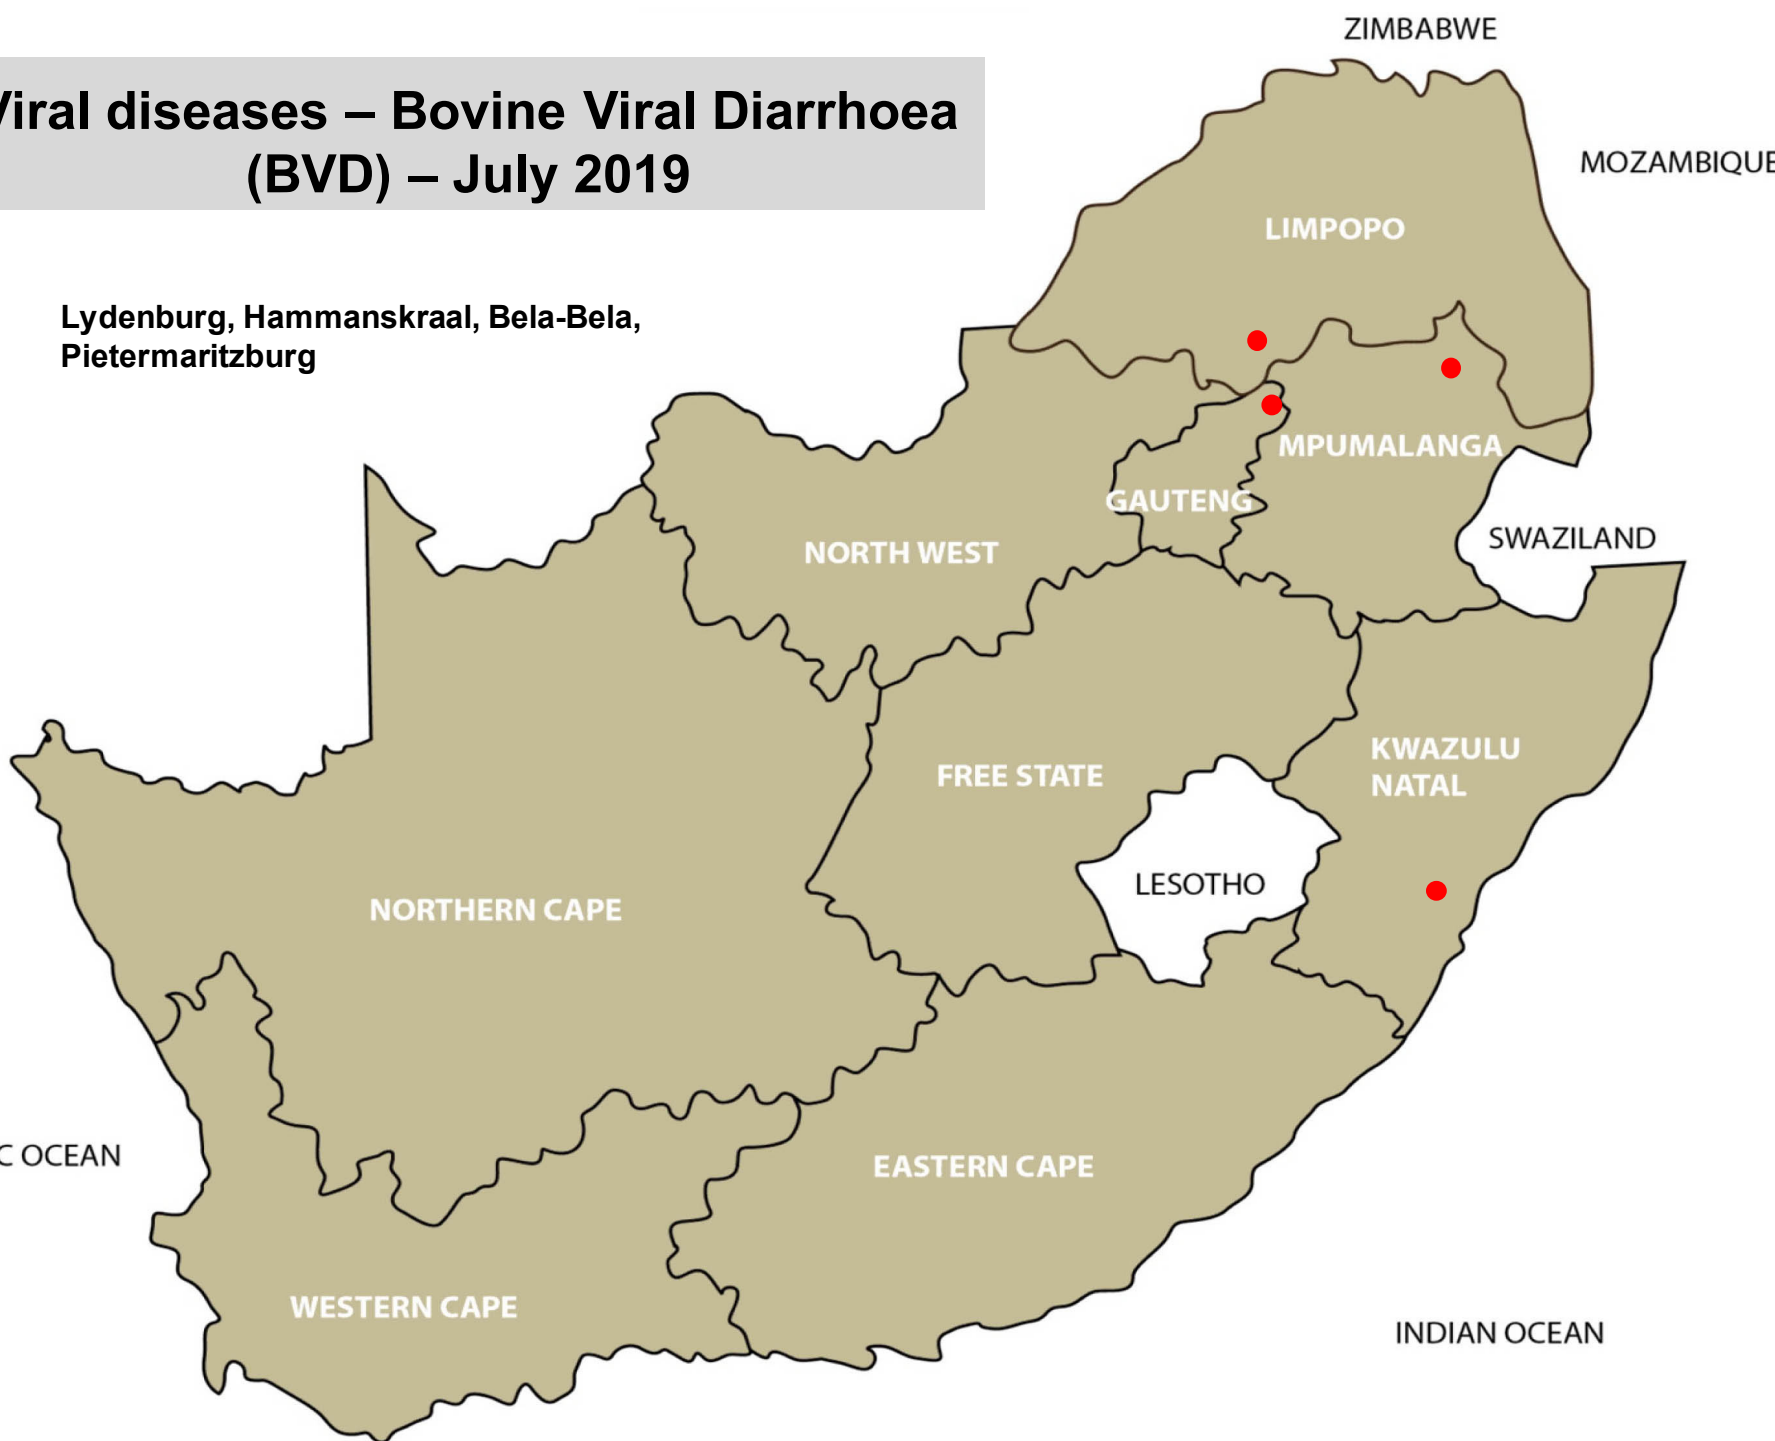 ZIMBABWE
Viral diseases – Bovine Viral Diarrhoea
(BVD) – July 2019
MOZAMBIQUE
LIMPOPO
Lydenburg, Hammanskraal, Bela-Bela,
Pietermaritzburg
MPUMALANGA
GAUTENG
SWAZILAND
NORTH WEST
KWAZULU
NATAL
FREE STATE
LESOTHO
NORTHERN CAPE
C OCEAN
EASTERN CAPE
WESTERN CAPE
INDIAN OCEAN